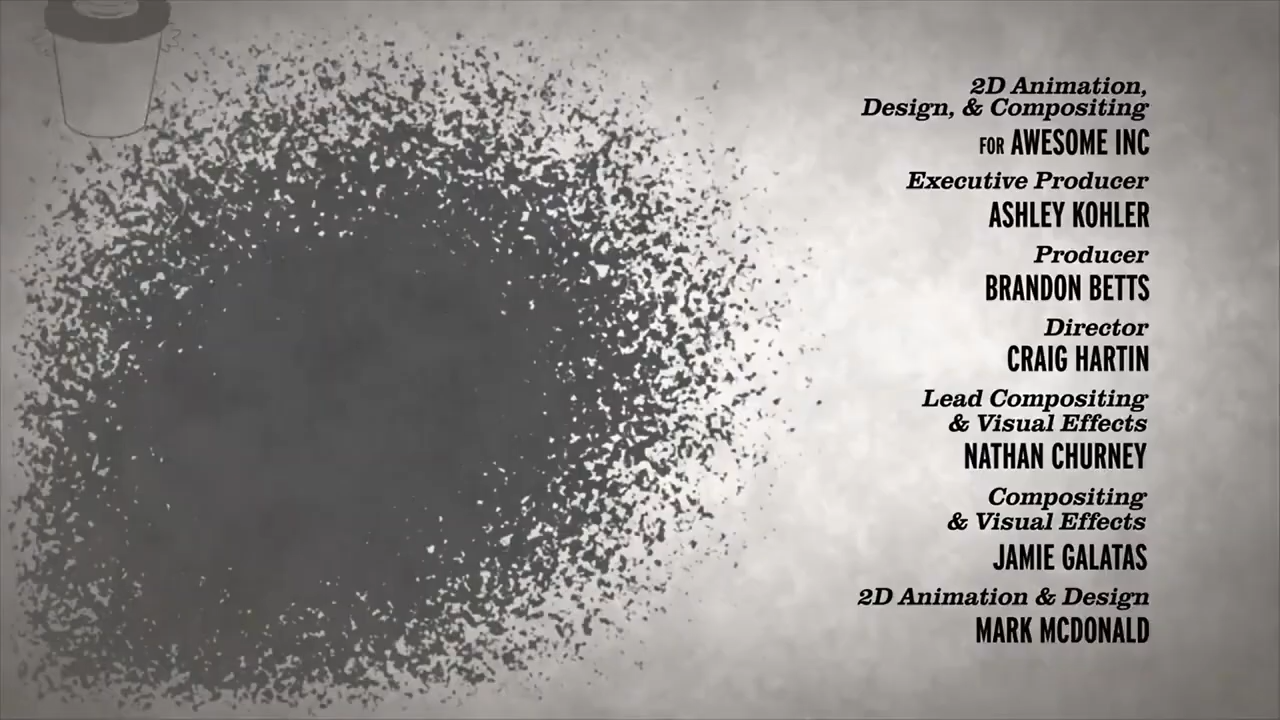 2D Animation,
Design, & Compositing
FOR AWESOME INC
Executive Producer
ASHLEY KOHLER
Producer
BRANDON BETTS
Director
CRAIG HARTIN
Lead Compositing
& Visual Effects
NATHAN CHURNEY
Compositing
& Visual Effects
JAMIE GALATAS
2D Animation & Design
MARK MCDONALD